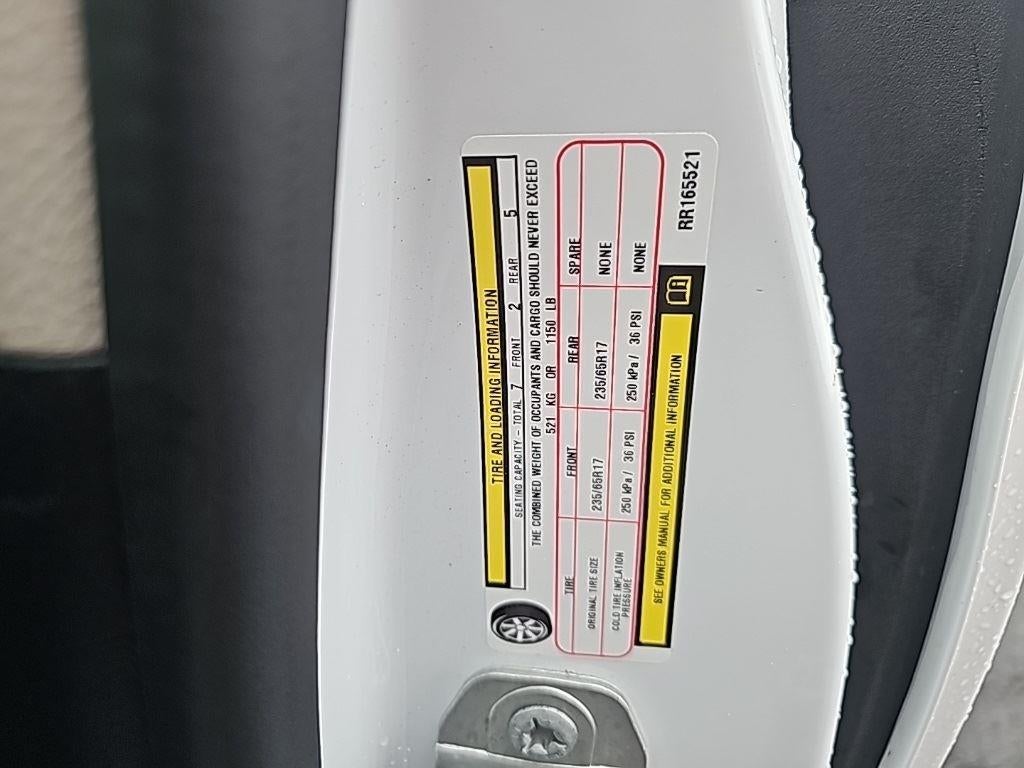 TIRE AND LOADING INFORMATION
SEATING CAPACITY - TOTAL 7 FRONT 2 REAR 5
THE COMBINED WEIGHT OF OCCUPANTS AND CARGO SHOULD NEVER EXCEED
521 KG OR 1150 LB
TIRE FRONT REAR SPARE
ORIGINAL TIRE SIZE 235/65R17 235/65R17 NONE
COLD TIRE INFLATION PRESSURE 250 kPa / 36 PSI 250 kPa / 36 PSI NONE
SEE OWNERS MANUAL FOR ADDITIONAL INFORMATION
RR165521